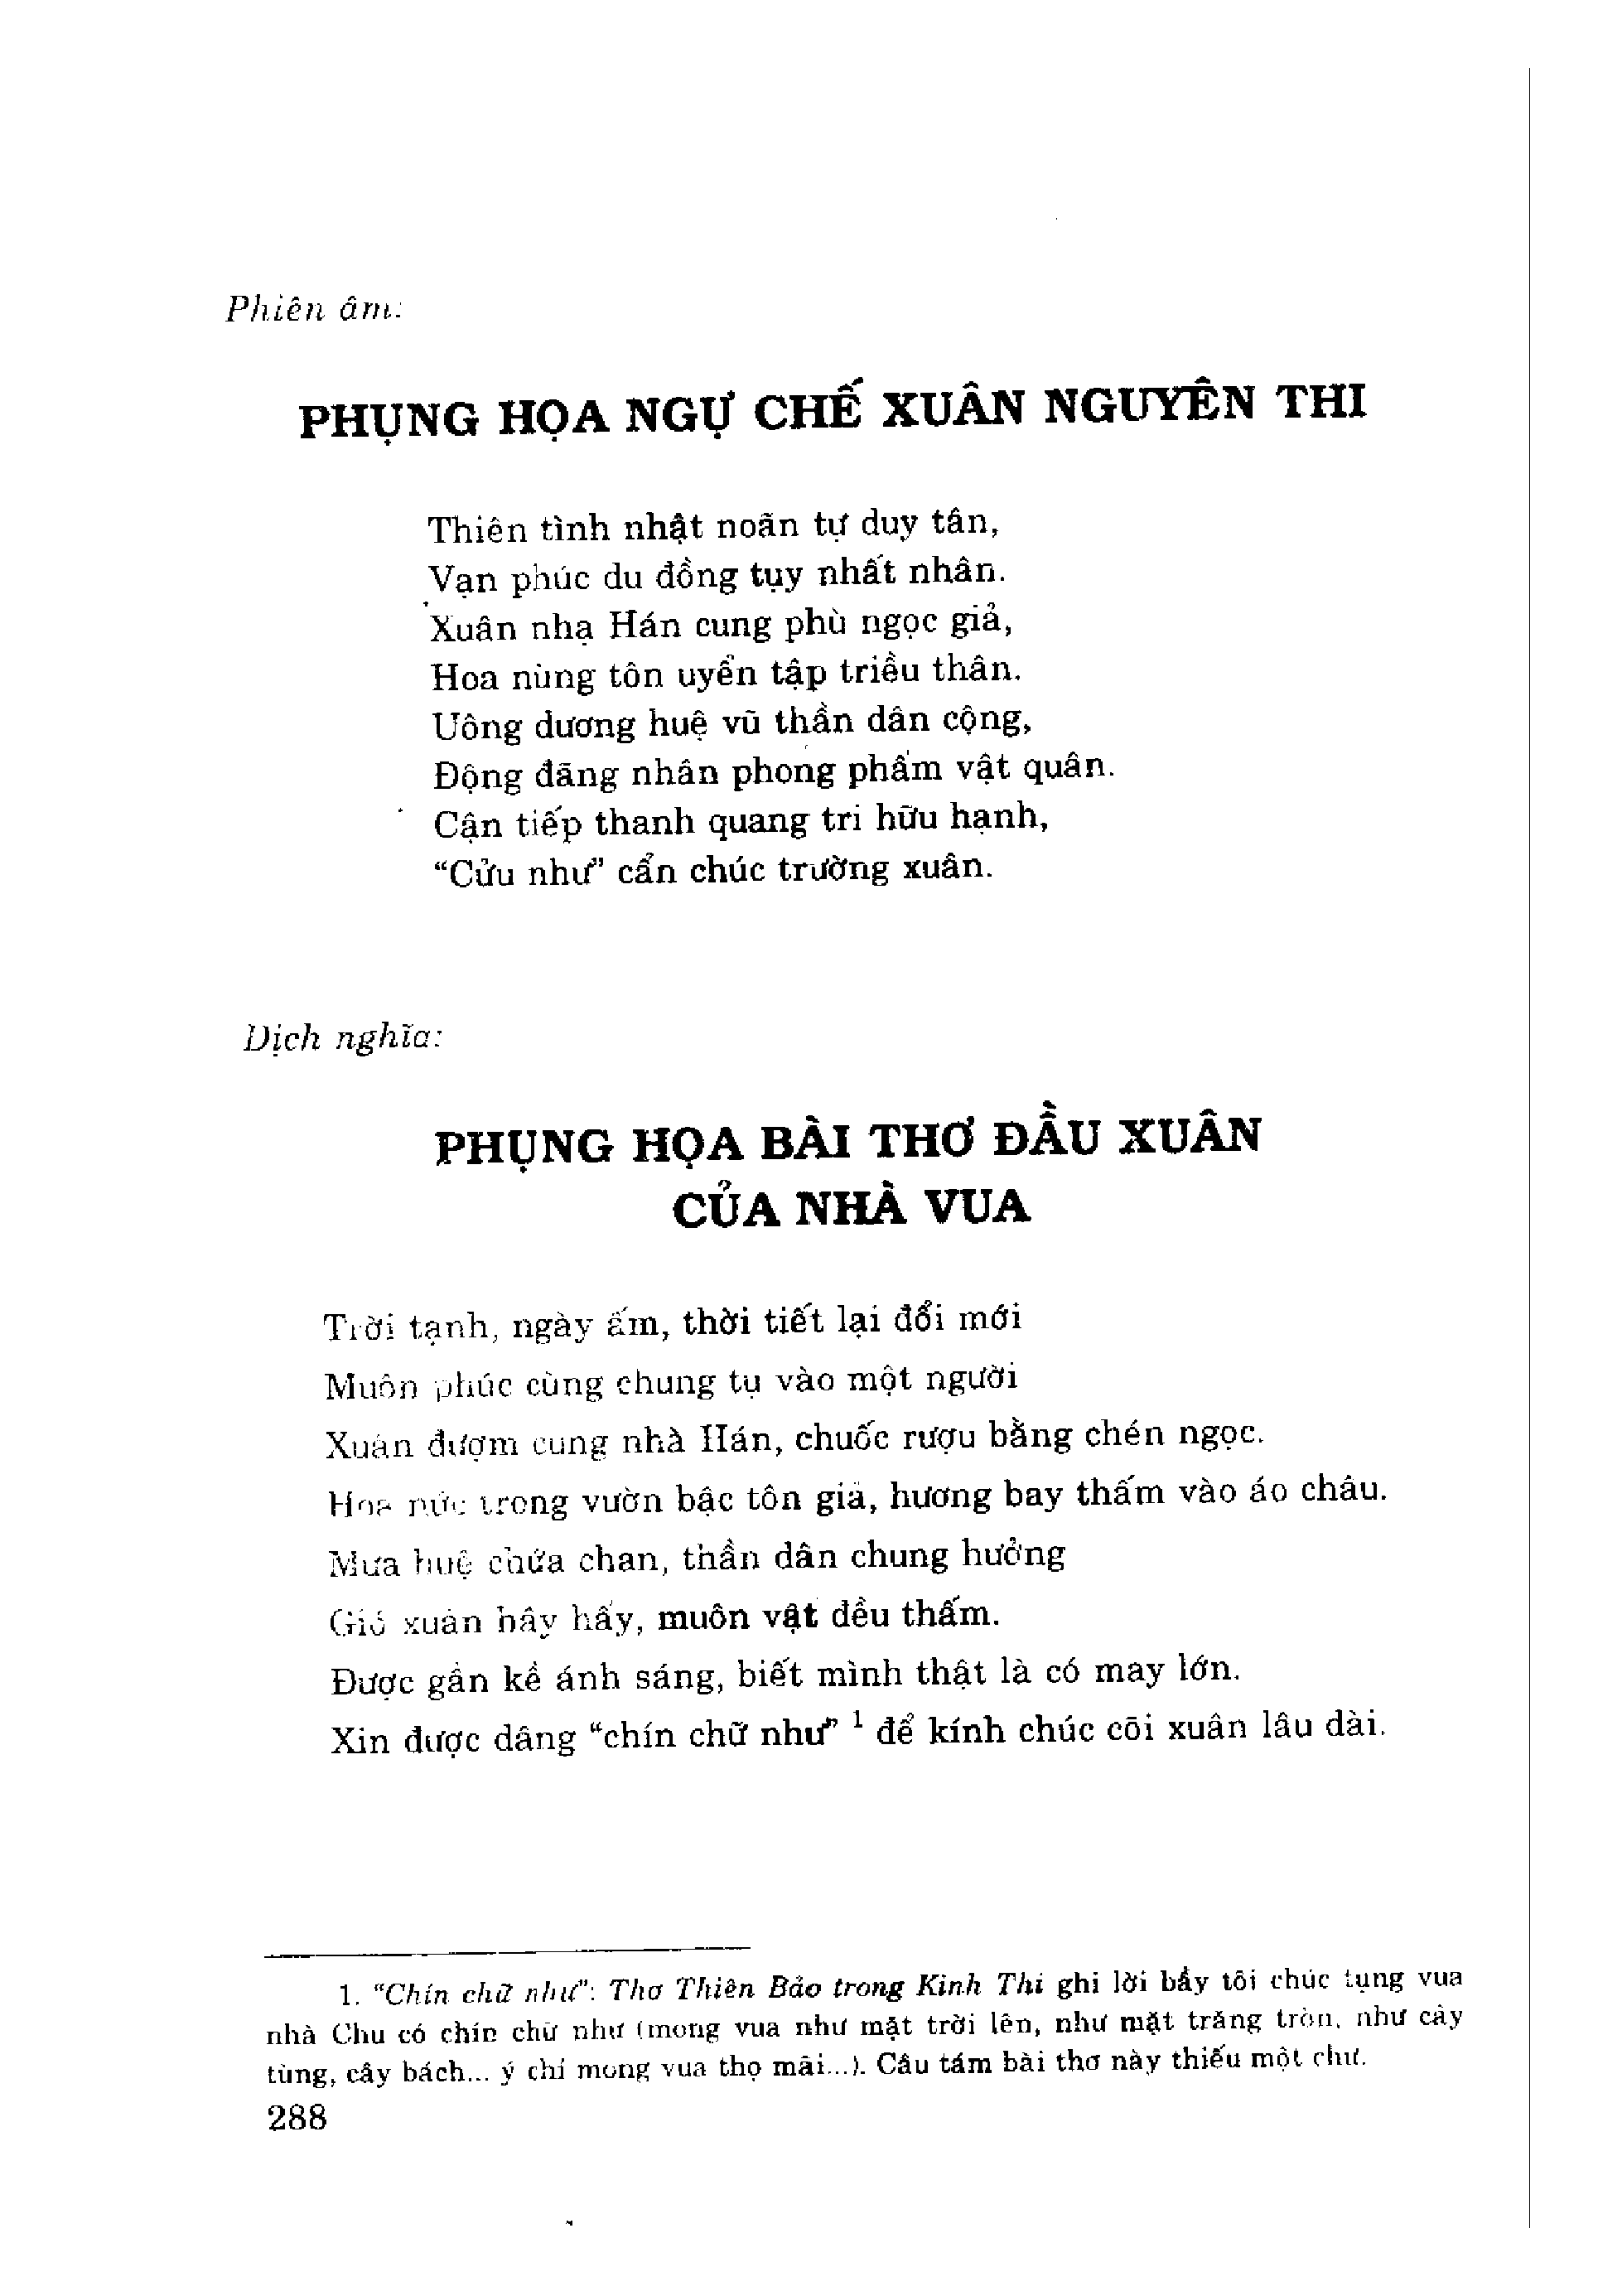 Phiên âm:
PHỤNG HỌA NGỰ CHẾ XUÂN NGUYÊN THI
Thiên tình nhật noãn tự duy tân,
Vạn phúc du đồng tụy nhất nhân.
Xuân nhạ Hán cung phù ngọc giả,
Hoa nùng tôn uyển tập triều thân.
Uông dương huệ vũ thần dân cộng,
Động đãng nhân phong phẩm vật quân.
Cận tiếp thanh quang tri hữu hạnh,
“Cửu như” cẩn chúc trường xuân.
Dịch nghĩa:
PHỤNG HỌA BÀI THƠ ĐẦU XUÂN
CỦA NHÀ VUA
Trời tạnh, ngày ấm, thời tiết lại đổi mới
Muôn phúc cùng chung tụ vào một người
Xuân đượm cung nhà Hán, chuốc rượu bằng chén ngọc.
Hoa nức trong vườn bậc tôn giả, hương bay thấm vào áo chầu.
Mưa huệ chứa chan, thần dân chung hưởng
Gió xuân hây hẩy, muôn vật đều thấm.
Được gần kề ánh sáng, biết mình thật là có may lớn.
Xin được dâng “chín chữ như” 1 để kính chúc cõi xuân lâu dài.
1. “Chín chữ như”: Thơ Thiên Bảo trong Kinh Thi ghi lời bầy tôi chúc tụng vua
nhà Chu có chín chữ như (mong vua như mặt trời lên, như mặt trăng tròn, như cây
tùng, cây bách... ý chỉ mong vua thọ mãi...). Câu tám bài thơ này thiếu một chữ.
288